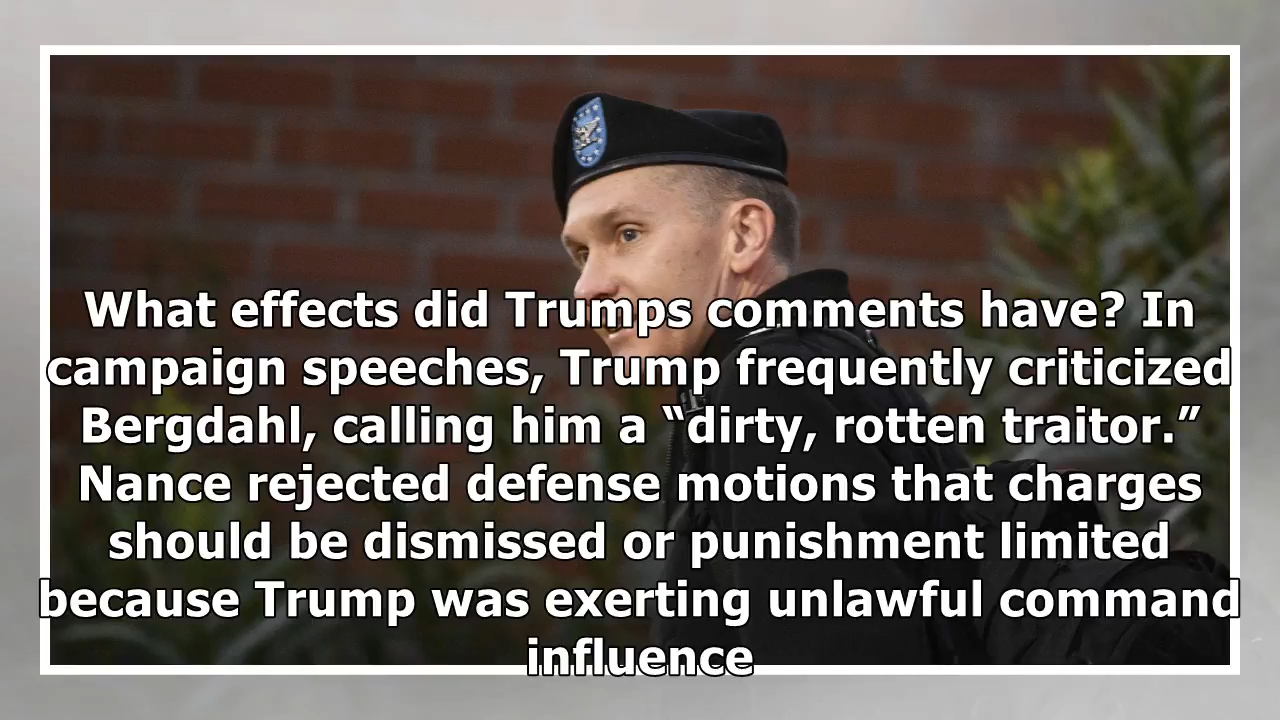 What effects did Trumps comments have? In
campaign speeches, Trump frequently criticized
Bergdahl, calling him a “dirty, rotten traitor.”
Nance rejected defense motions that charges
should be dismissed or punishment limited
because Trump was exerting unlawful command
influence